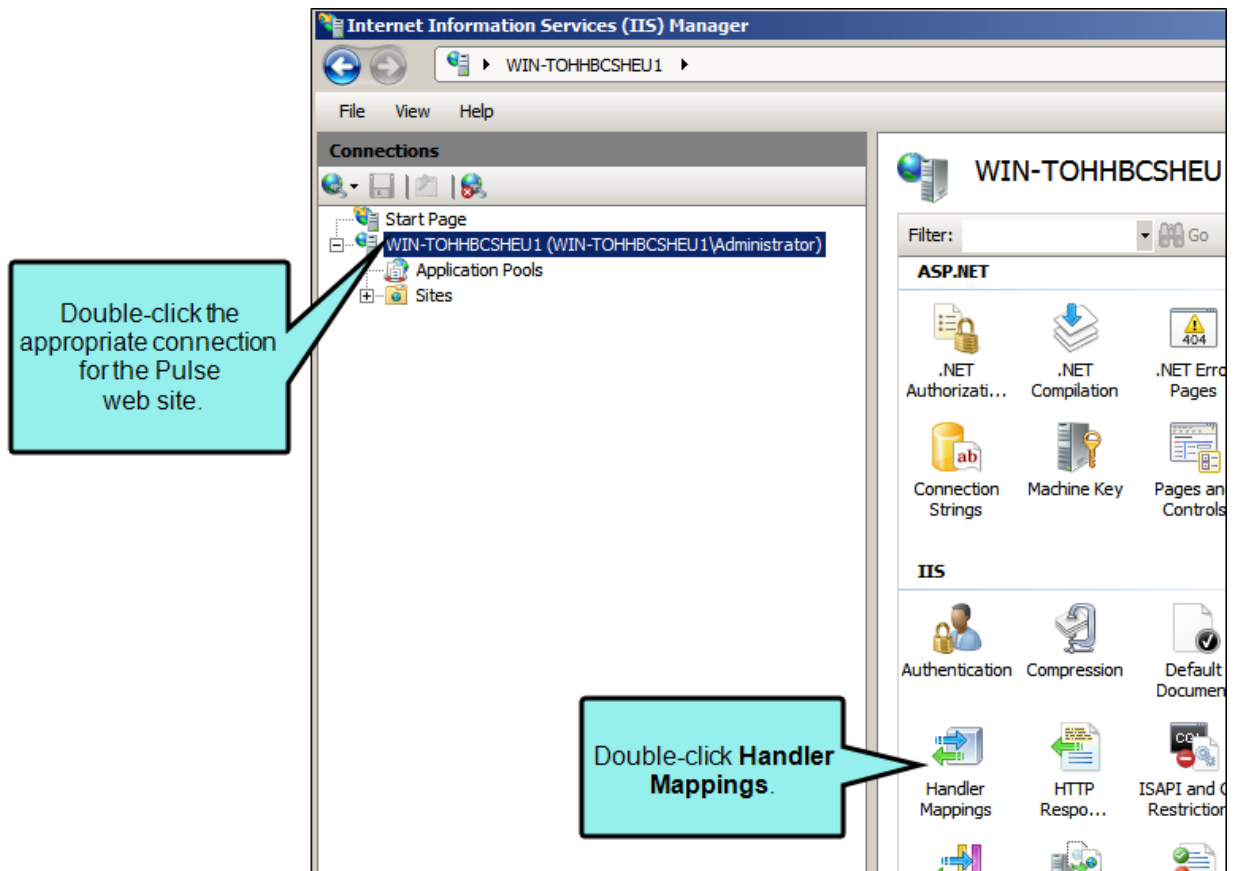 Internet Information Services (IIS) Manager
WIN-TOHHBCSHEU1
File View Help
Connections
Start Page
WIN-TOHHBCSHEU1 (WIN-TOHHBCSHEU1\Administrator)
Application Pools
Sites
Double-click the
appropriate connection
for the Pulse
web site.
WIN-TOHHBCSHEU
Filter: Go
ASP.NET
404
.NET .NET .NET Erro
Authorizati... Compilation Pages
ab
Connection Machine Key Pages an
Strings Controls
IIS
Authentication Compression Default
Documen
Double-click Handler
Mappings.
Handler HTTP ISAPI and C
Mappings Respo... Restriction